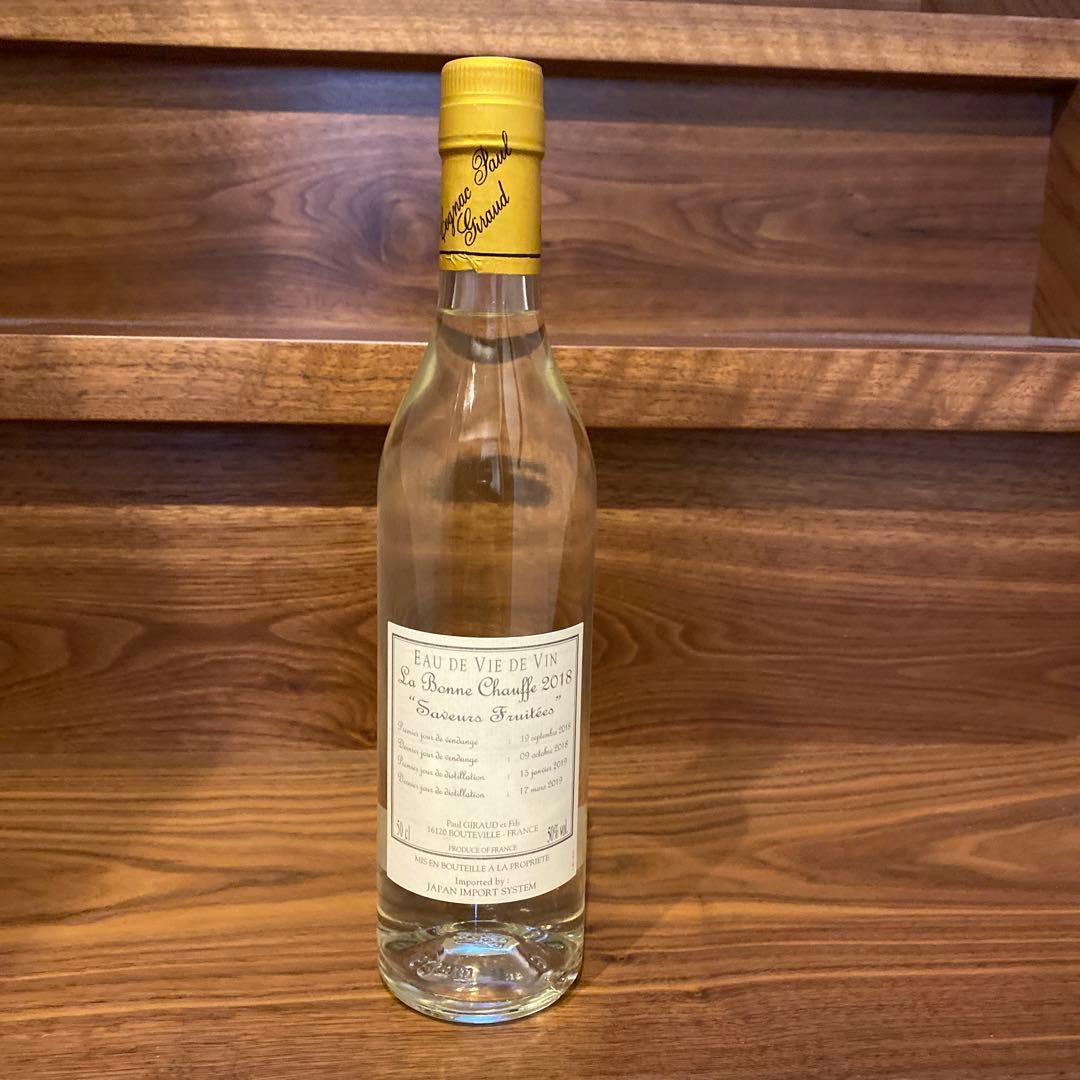 Cognac Paul
Giraud
EAU DE VIE DE VIN
La Bonne Chauffe 2018
"Saveurs Fruitées"
Premier jour de vendange : 19 septembre 2018
Dernier jour de vendange : 09 octobre 2018
Premier jour de distillation : 15 janvier 2019
Dernier jour de distillation : 17 mars 2019
Paul GIRAUD et Fils
50 cl 16120 BOUTEVILLE - FRANCE 50% vol.
PRODUCE OF FRANCE
MIS EN BOUTEILLE A LA PROPRIETE
Imported by :
JAPAN IMPORT SYSTEM